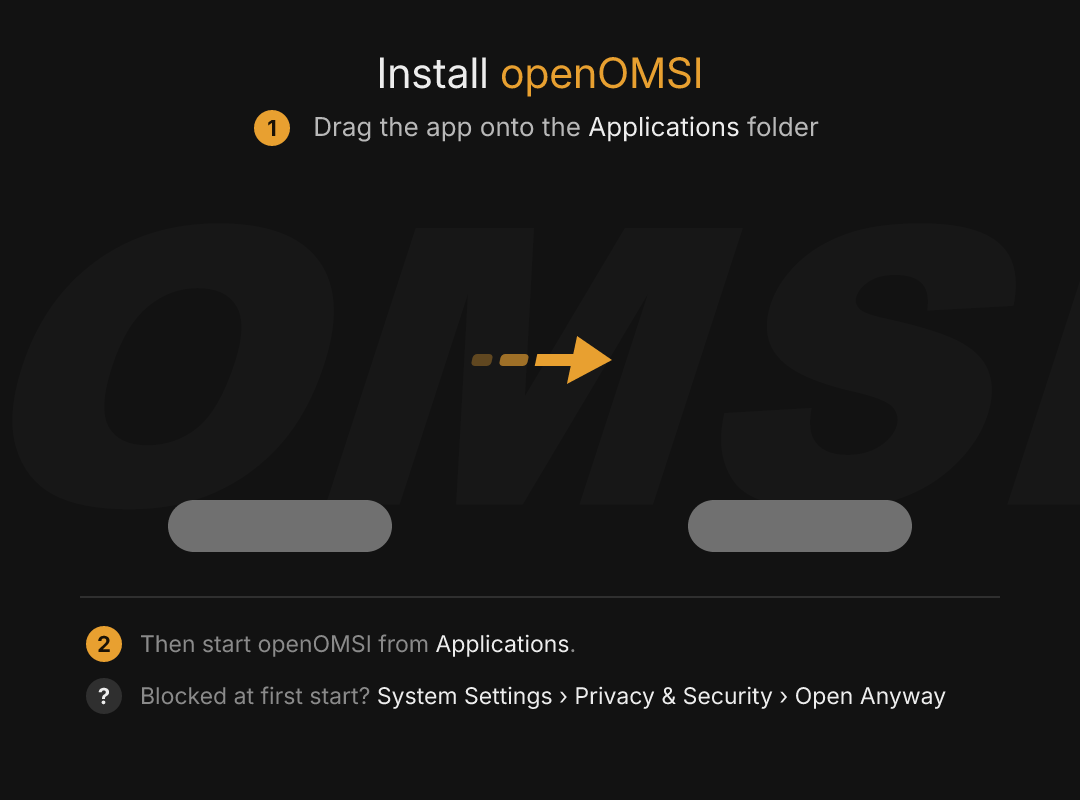 Install openOMSI
1 Drag the app onto the Applications folder
OMSI
2 Then start openOMSI from Applications.
? Blocked at first start? System Settings › Privacy & Security › Open Anyway